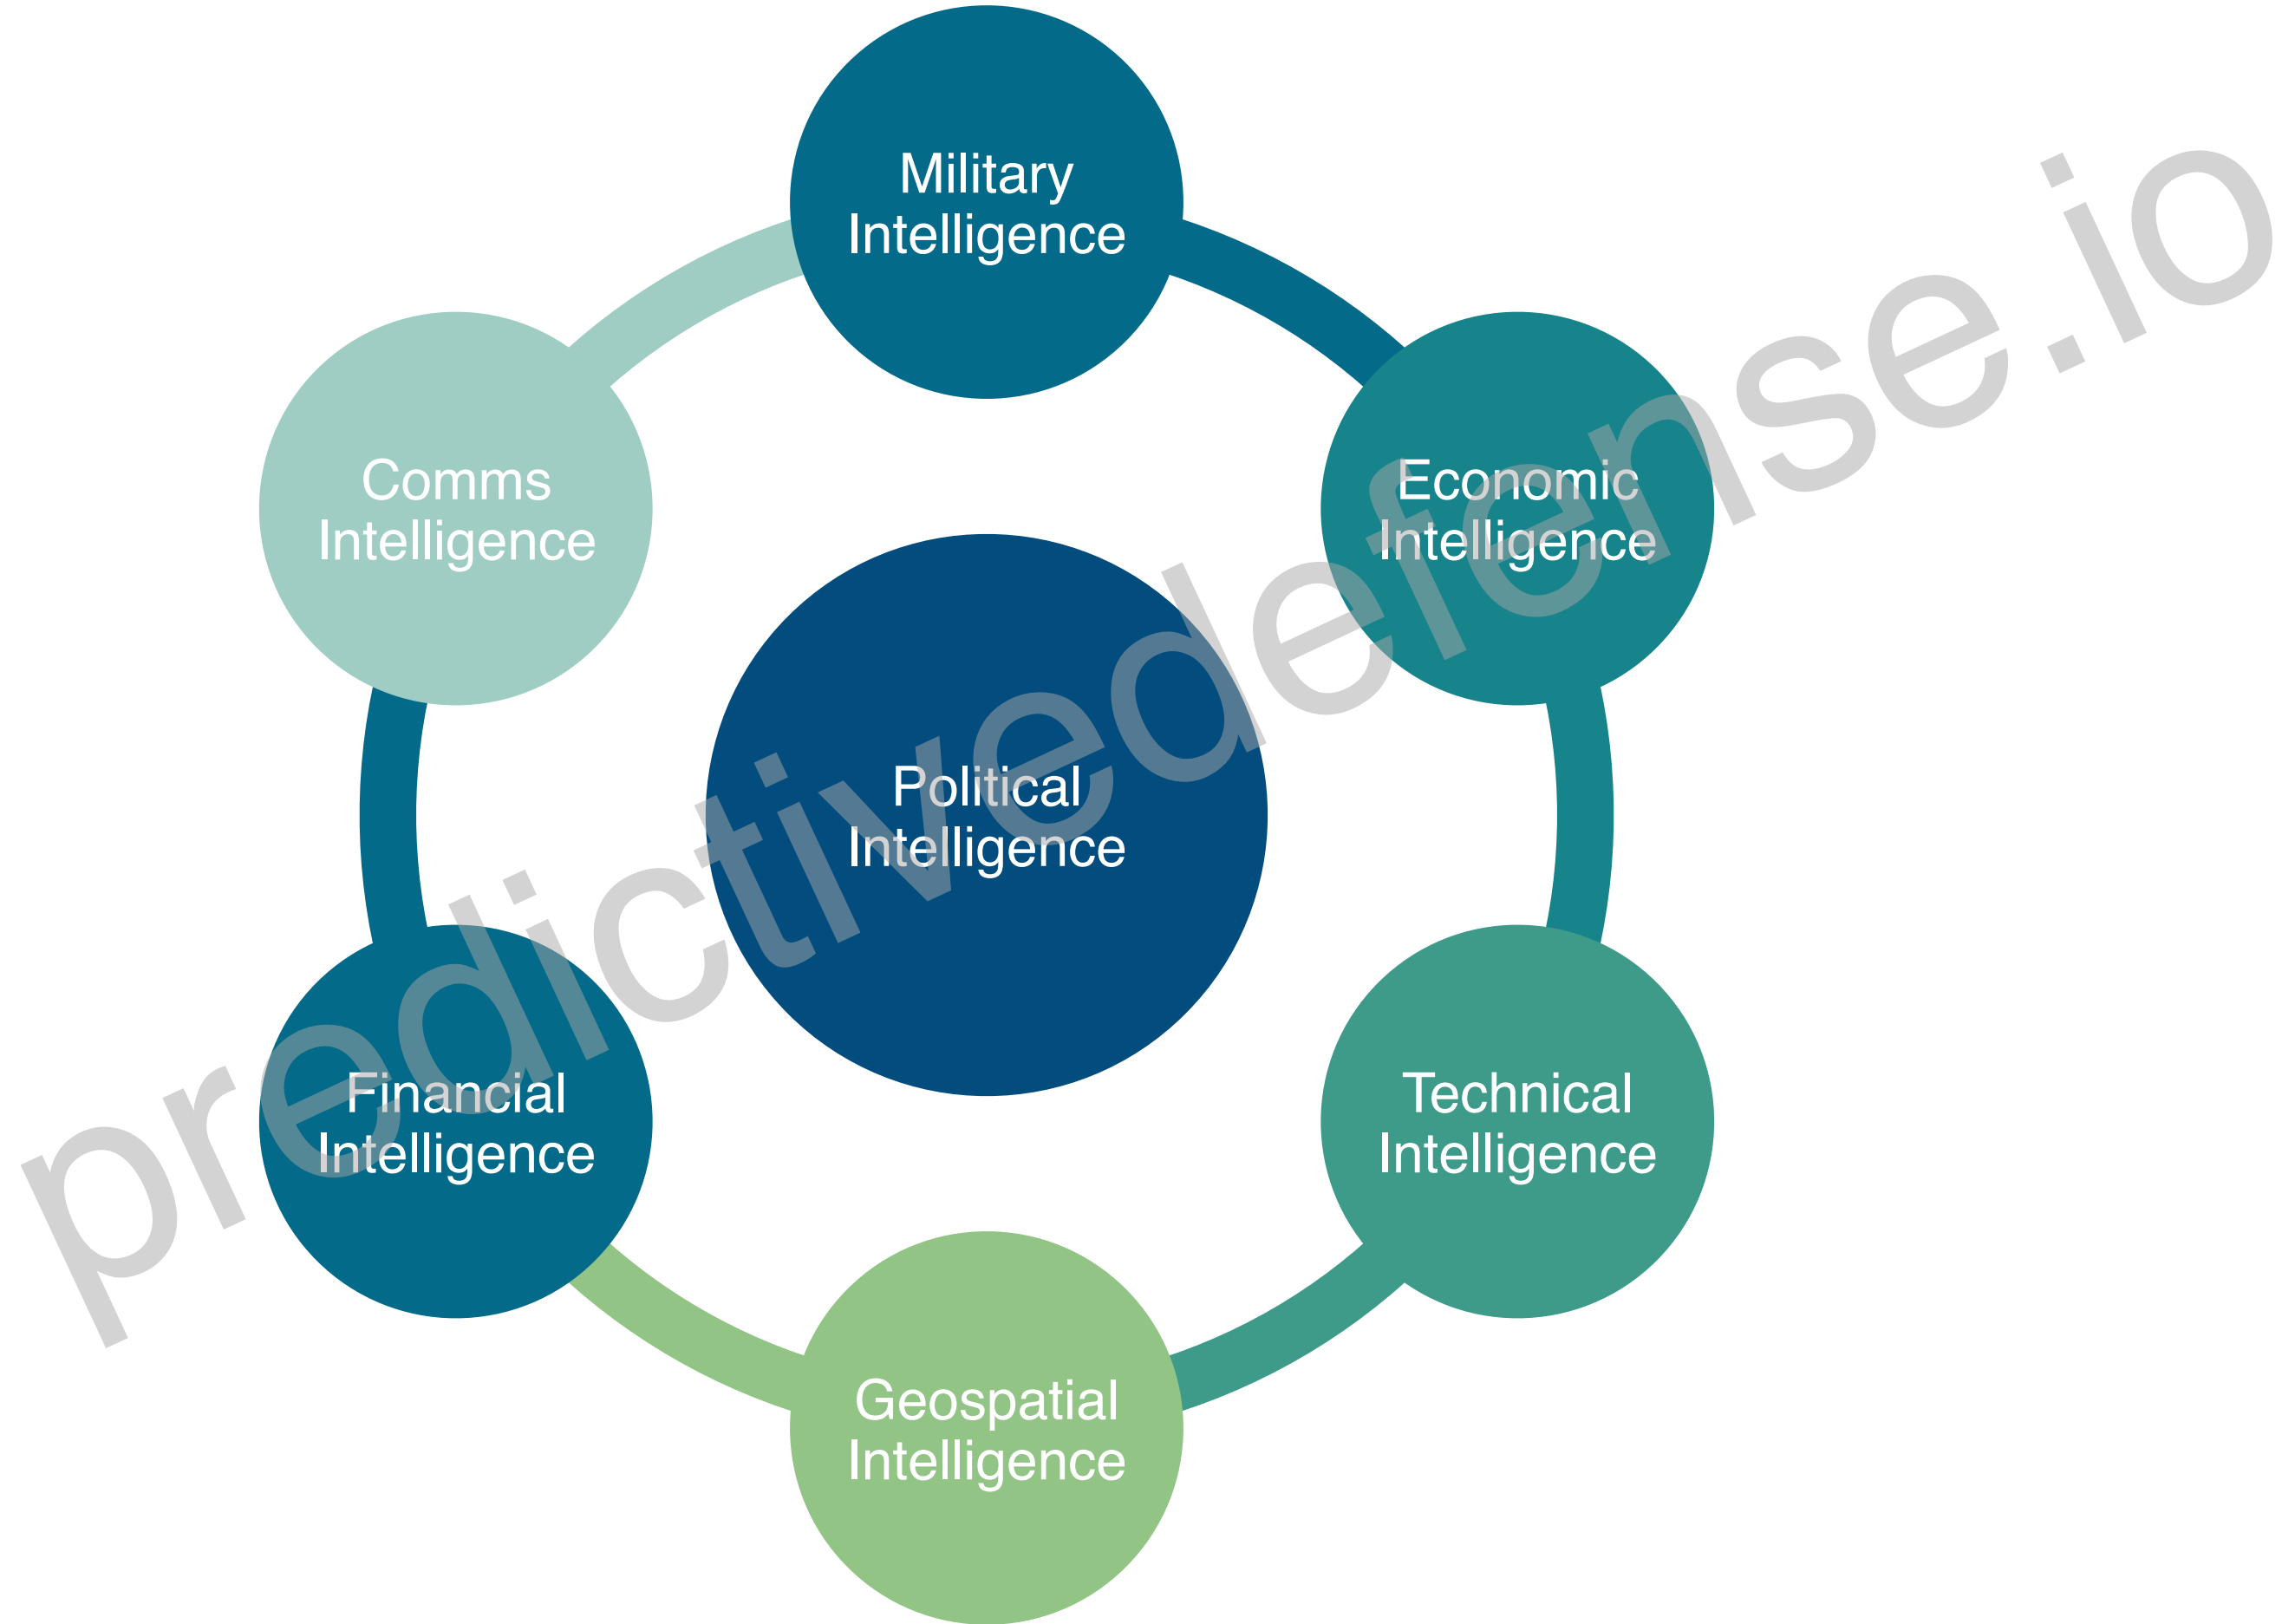 Military
Intelligence
Comms
Intelligence
Economic
Intelligence
Political
Intelligence
Financial
Intelligence
Technical
Intelligence
Geospatial
Intelligence
predictivedefense.io